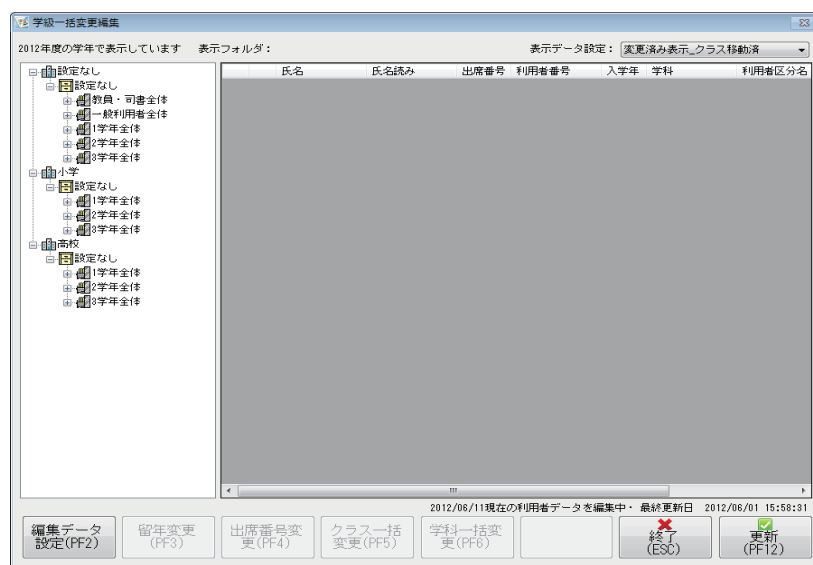 学級一括変更編集
2012年度の学年で表示しています 表示フォルダ： 表示データ設定： 変更済み表示_クラス移動済
氏名 氏名読み 出席番号 利用者番号 入学年 学科 利用者区分名
設定なし
設定なし
教員・司書全体
一般利用者全体
1学年全体
2学年全体
3学年全体
小学
設定なし
1学年全体
2学年全体
3学年全体
高校
設定なし
1学年全体
2学年全体
3学年全体
2012/06/11現在の利用者データを編集中・ 最終更新日 2012/06/01 15:58:31
編集データ
設定(PF2)
留年変更
(PF3)
出席番号変
更(PF4)
クラス一括
変更(PF5)
学科一括変
更(PF6)
終了
(ESC)
更新
(PF12)